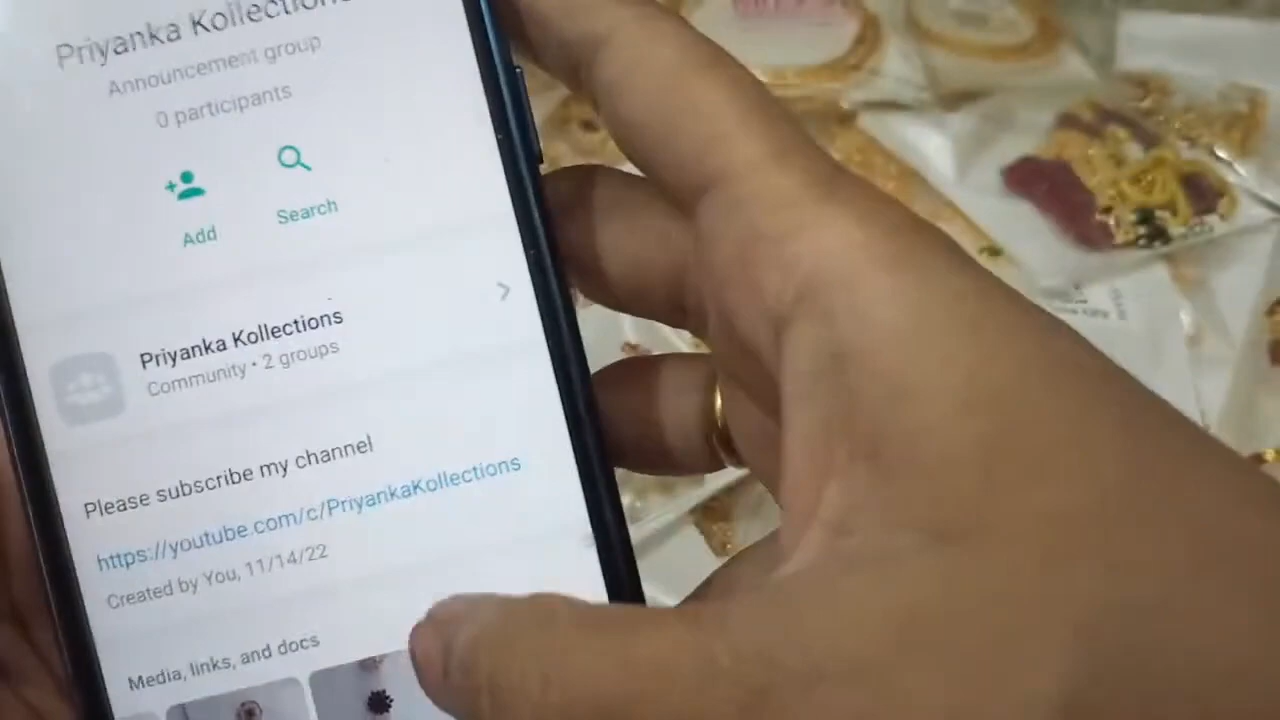 Priyanka Kollections
Announcement group
0 participants
Add
Search
Priyanka Kollections
Community • 2 groups
Please subscribe my channel
https://youtube.com/c/PriyankaKollections
Created by You, 11/14/22
Media, links, and docs